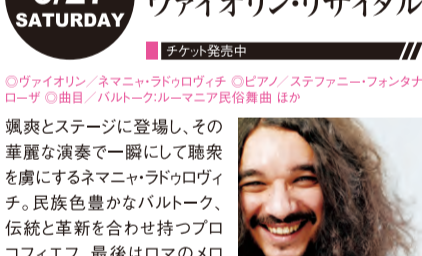 SATURDAY
ヴァイオリン・リサイタル
チケット発売中
◎ヴァイオリン／ネマニャ・ラドゥロヴィチ ◎ピアノ／ステファニー・フォンタナ
ローザ ◎曲目／バルトーク:ルーマニア民俗舞曲 ほか
颯爽とステージに登場し、その
華麗な演奏で一瞬にして聴衆
を虜にするネマニャ・ラドゥロヴィ
チ。民族色豊かなバルトーク、
伝統と革新を合わせ持つプロ
コフィエフ、最後はロマのメロ